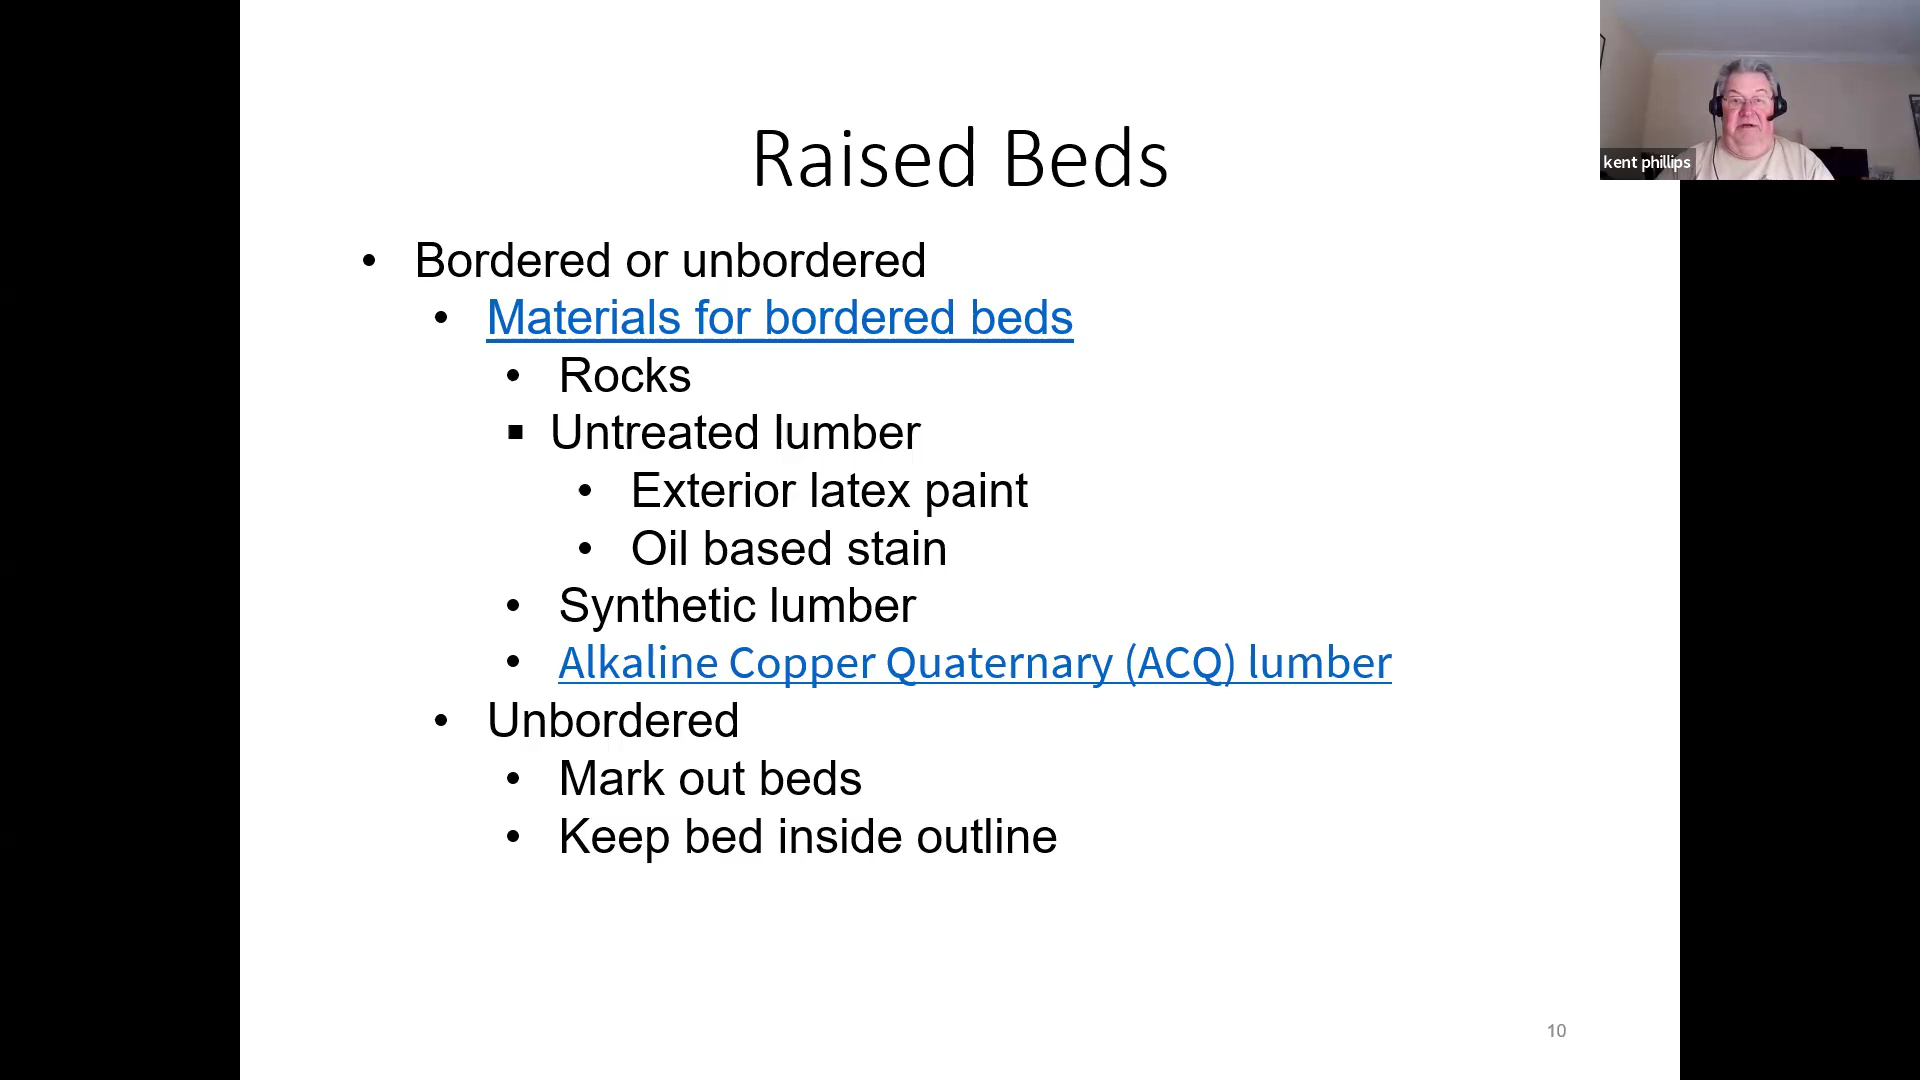 Raised Beds
kent phillips
• Bordered or unbordered
• Materials for bordered beds
• Rocks
▪ Untreated lumber
• Exterior latex paint
• Oil based stain
• Synthetic lumber
• Alkaline Copper Quaternary (ACQ) lumber
• Unbordered
• Mark out beds
• Keep bed inside outline
10